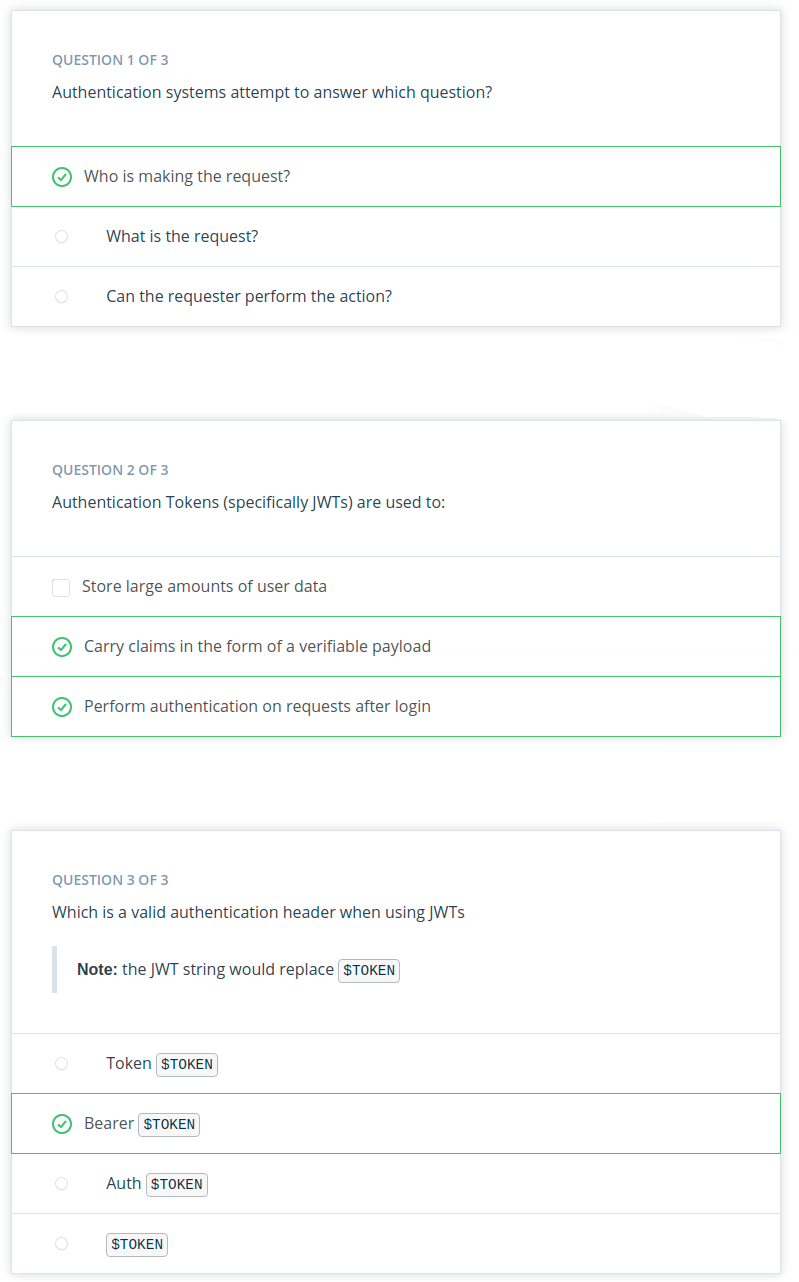 QUESTION 1 OF 3
Authentication systems attempt to answer which question?
Who is making the request?
What is the request?
Can the requester perform the action?
QUESTION 2 OF 3
Authentication Tokens (specifically JWTs) are used to:
Store large amounts of user data
Carry claims in the form of a verifiable payload
Perform authentication on requests after login
QUESTION 3 OF 3
Which is a valid authentication header when using JWTs
Note: the JWT string would replace $TOKEN
Token $TOKEN
Bearer $TOKEN
Auth $TOKEN
$TOKEN